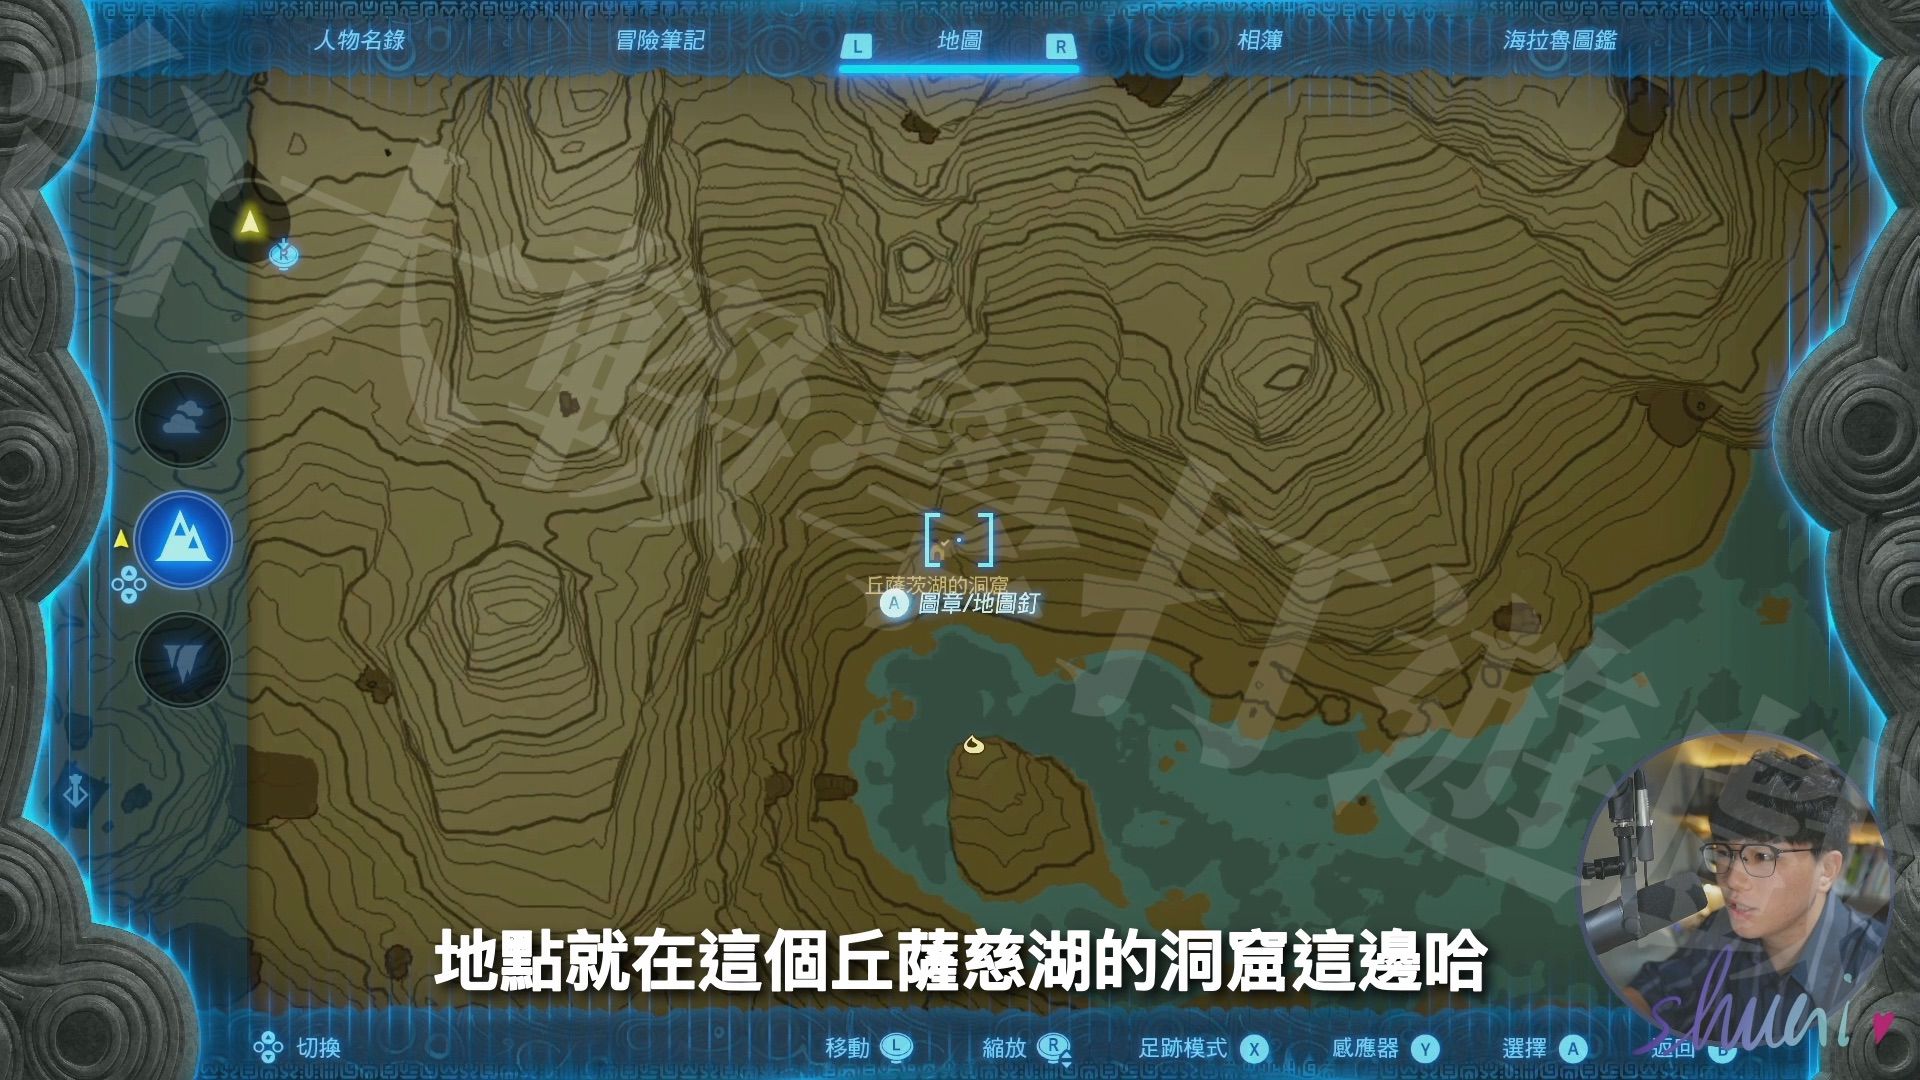 人物名錄
冒險筆記
L
地圖
R
相簿
海拉魯圖鑑
R
丘薩茨湖的洞窟
A 圖章/地圖釘
地點就在這個丘薩慈湖的洞窟這邊哈
shuni
切換
移動 L
縮放 R
足跡模式 X
感應器 Y
選擇 A
返回 B